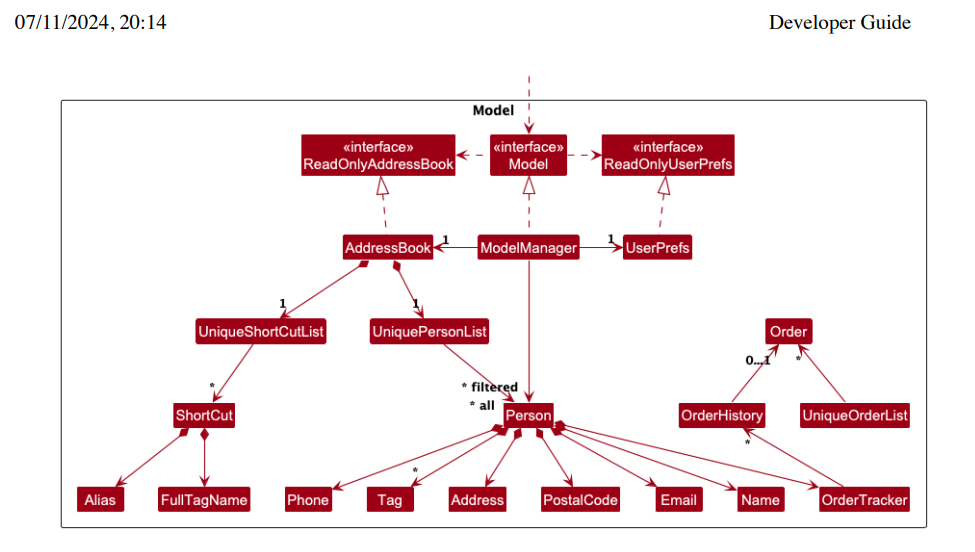 07/11/2024, 20:14
Developer Guide
Model
«interface»
ReadOnlyAddressBook
«interface»
Model
«interface»
ReadOnlyUserPrefs
AddressBook
1
ModelManager
1
UserPrefs
1
1
UniqueShortCutList
UniquePersonList
Order
0...1
*
*
* filtered
* all
ShortCut
Person
OrderHistory
UniqueOrderList
*
*
Alias
FullTagName
Phone
Tag
Address
PostalCode
Email
Name
OrderTracker